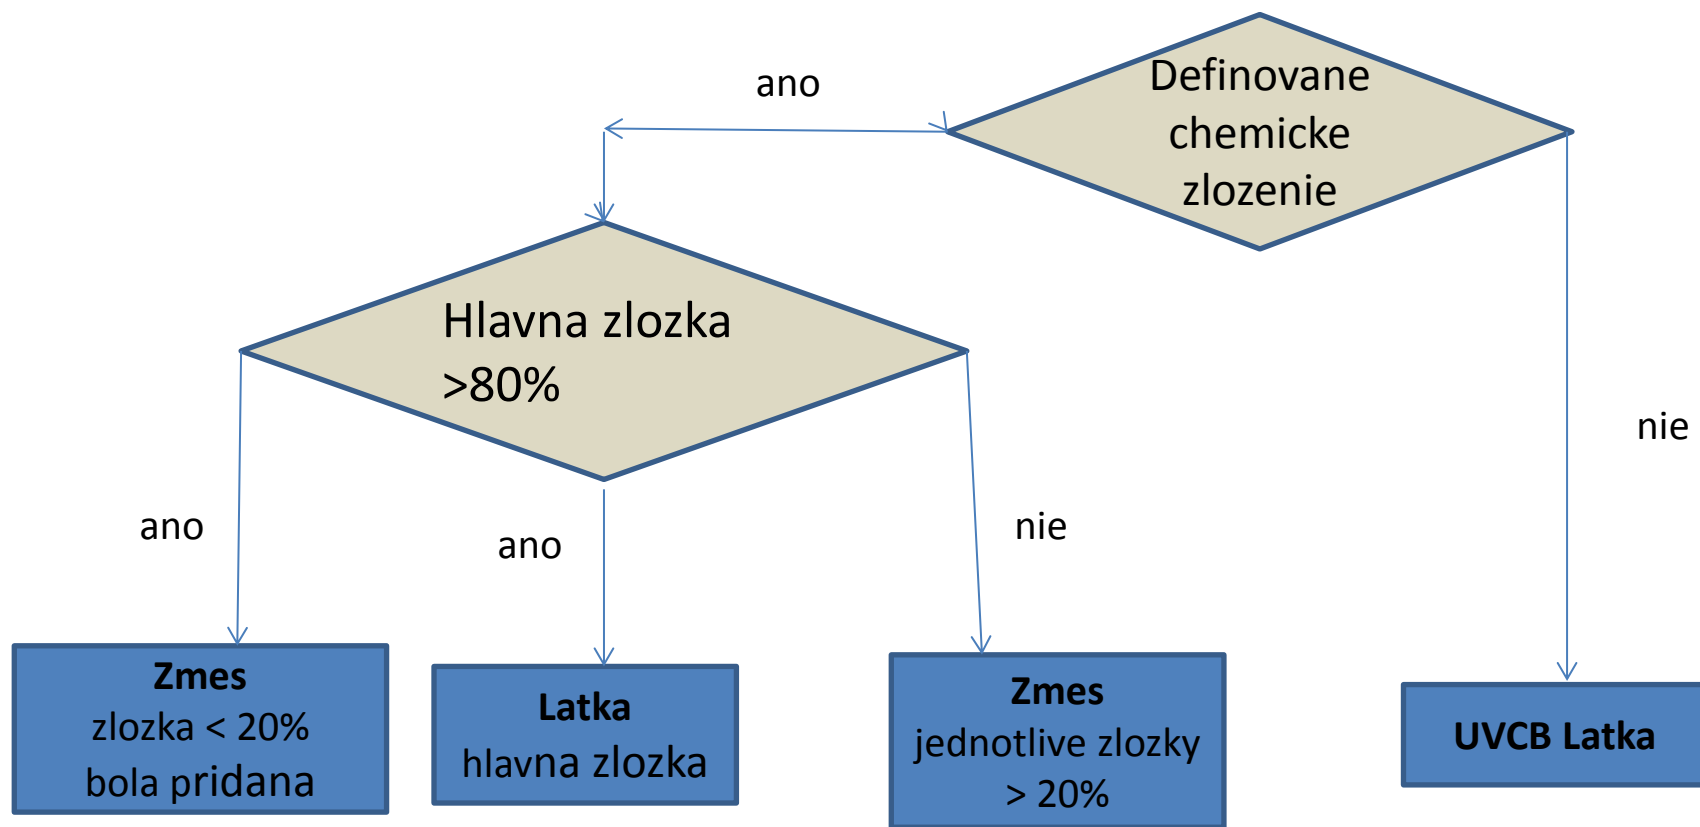 ano
Definovane
chemicke
zlozenie
Hlavna zlozka
>80%
nie
ano
ano
nie
Zmes
zlozka < 20%
bola pridana
Latka
hlavna zlozka
Zmes
jednotlive zlozky
> 20%
UVCB Latka